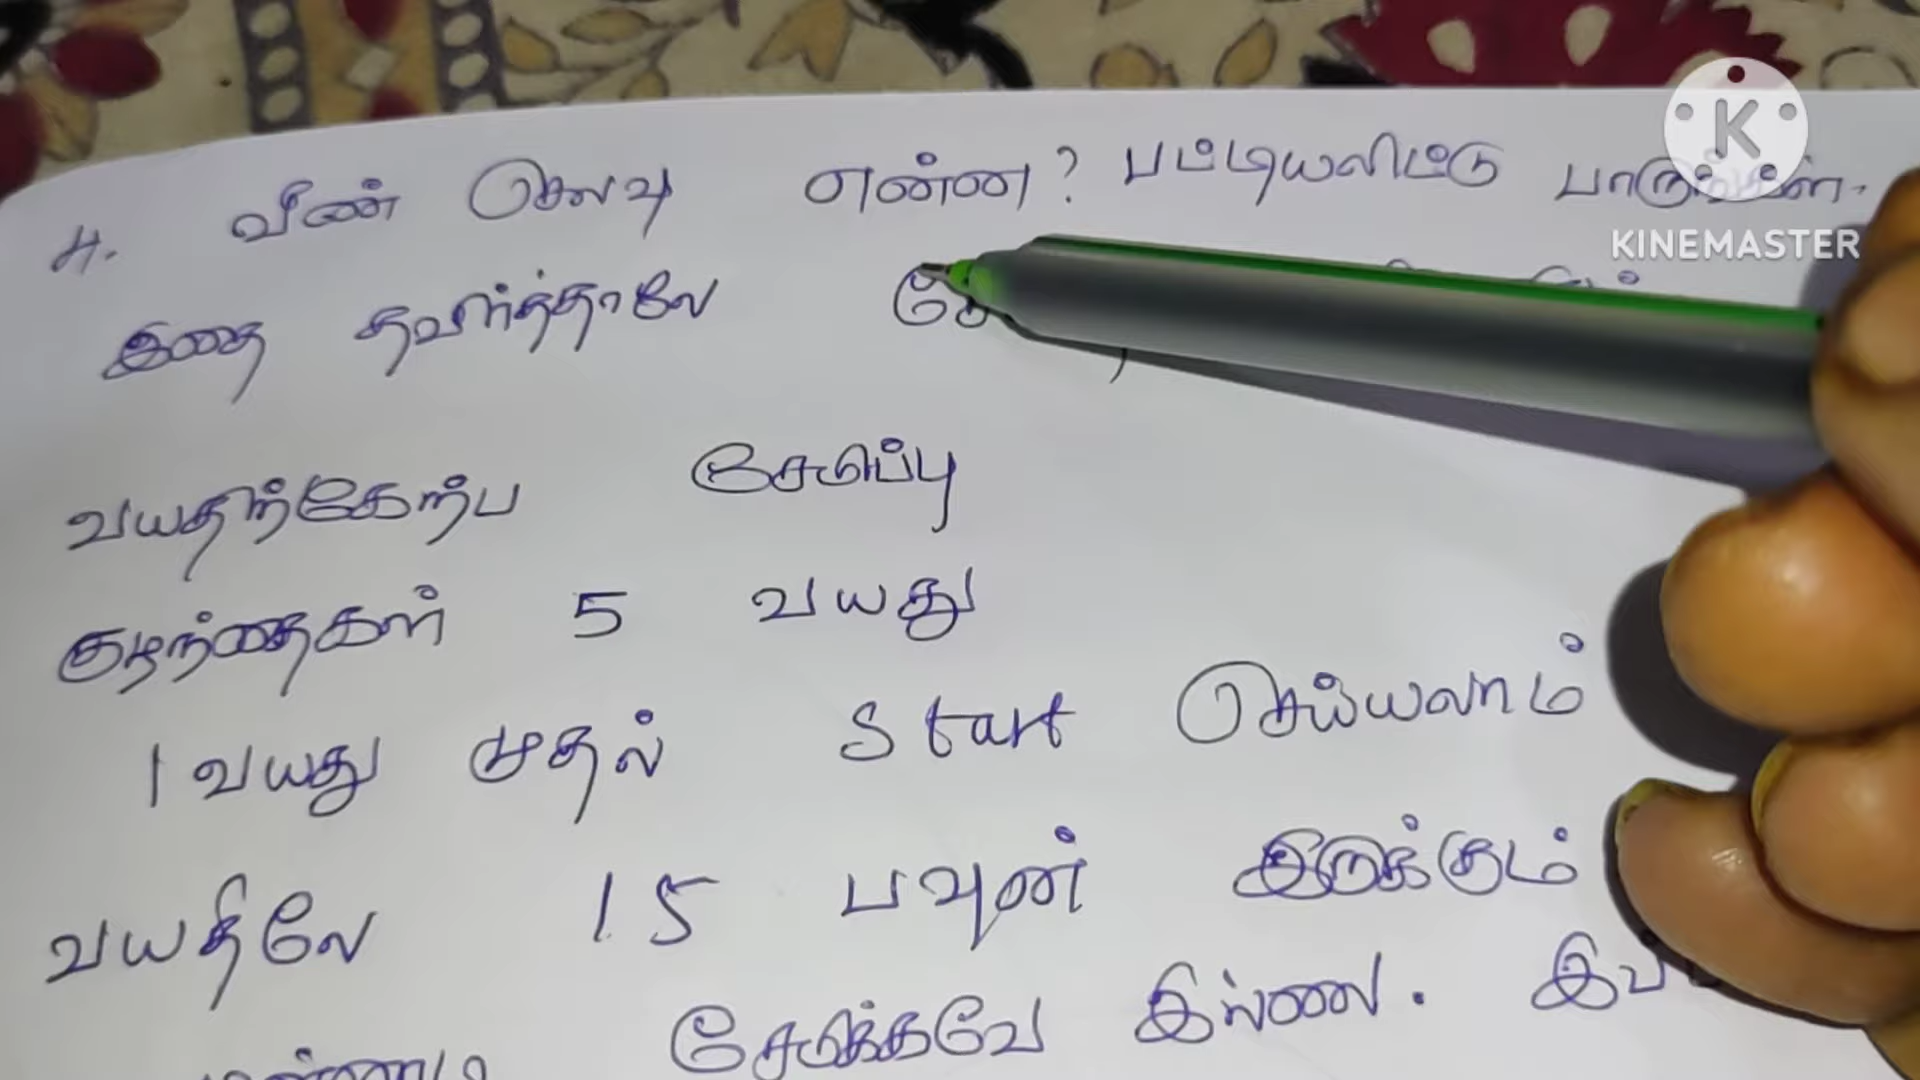 4. வீண் செலவு என்ன? பட்டியலிட்டு பாருங்கள்.
KINEMASTER
இதை தவிர்த்தாலே
வயதிற்கேற்ப சேமிப்பு
குழந்தைகள் 5 வயது
1 வயது முதல் Start செய்யலாம்
வயதிலே 15 பவுன் இருக்கும்
சேமிக்கவே இல்லை.